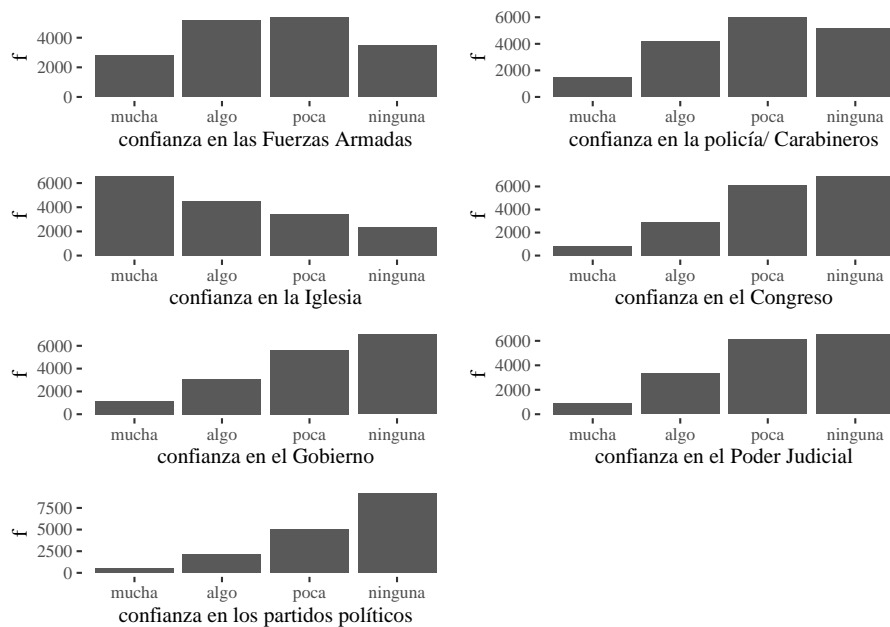 f
4000
2000
0
mucha algo poca ninguna
confianza en las Fuerzas Armadas
f
6000
4000
2000
0
mucha algo poca ninguna
confianza en la policía/ Carabineros
f
6000
4000
2000
0
mucha algo poca ninguna
confianza en la Iglesia
f
6000
4000
2000
0
mucha algo poca ninguna
confianza en el Congreso
f
6000
4000
2000
0
mucha algo poca ninguna
confianza en el Gobierno
f
6000
4000
2000
0
mucha algo poca ninguna
confianza en el Poder Judicial
f
7500
5000
2500
0
mucha algo poca ninguna
confianza en los partidos políticos